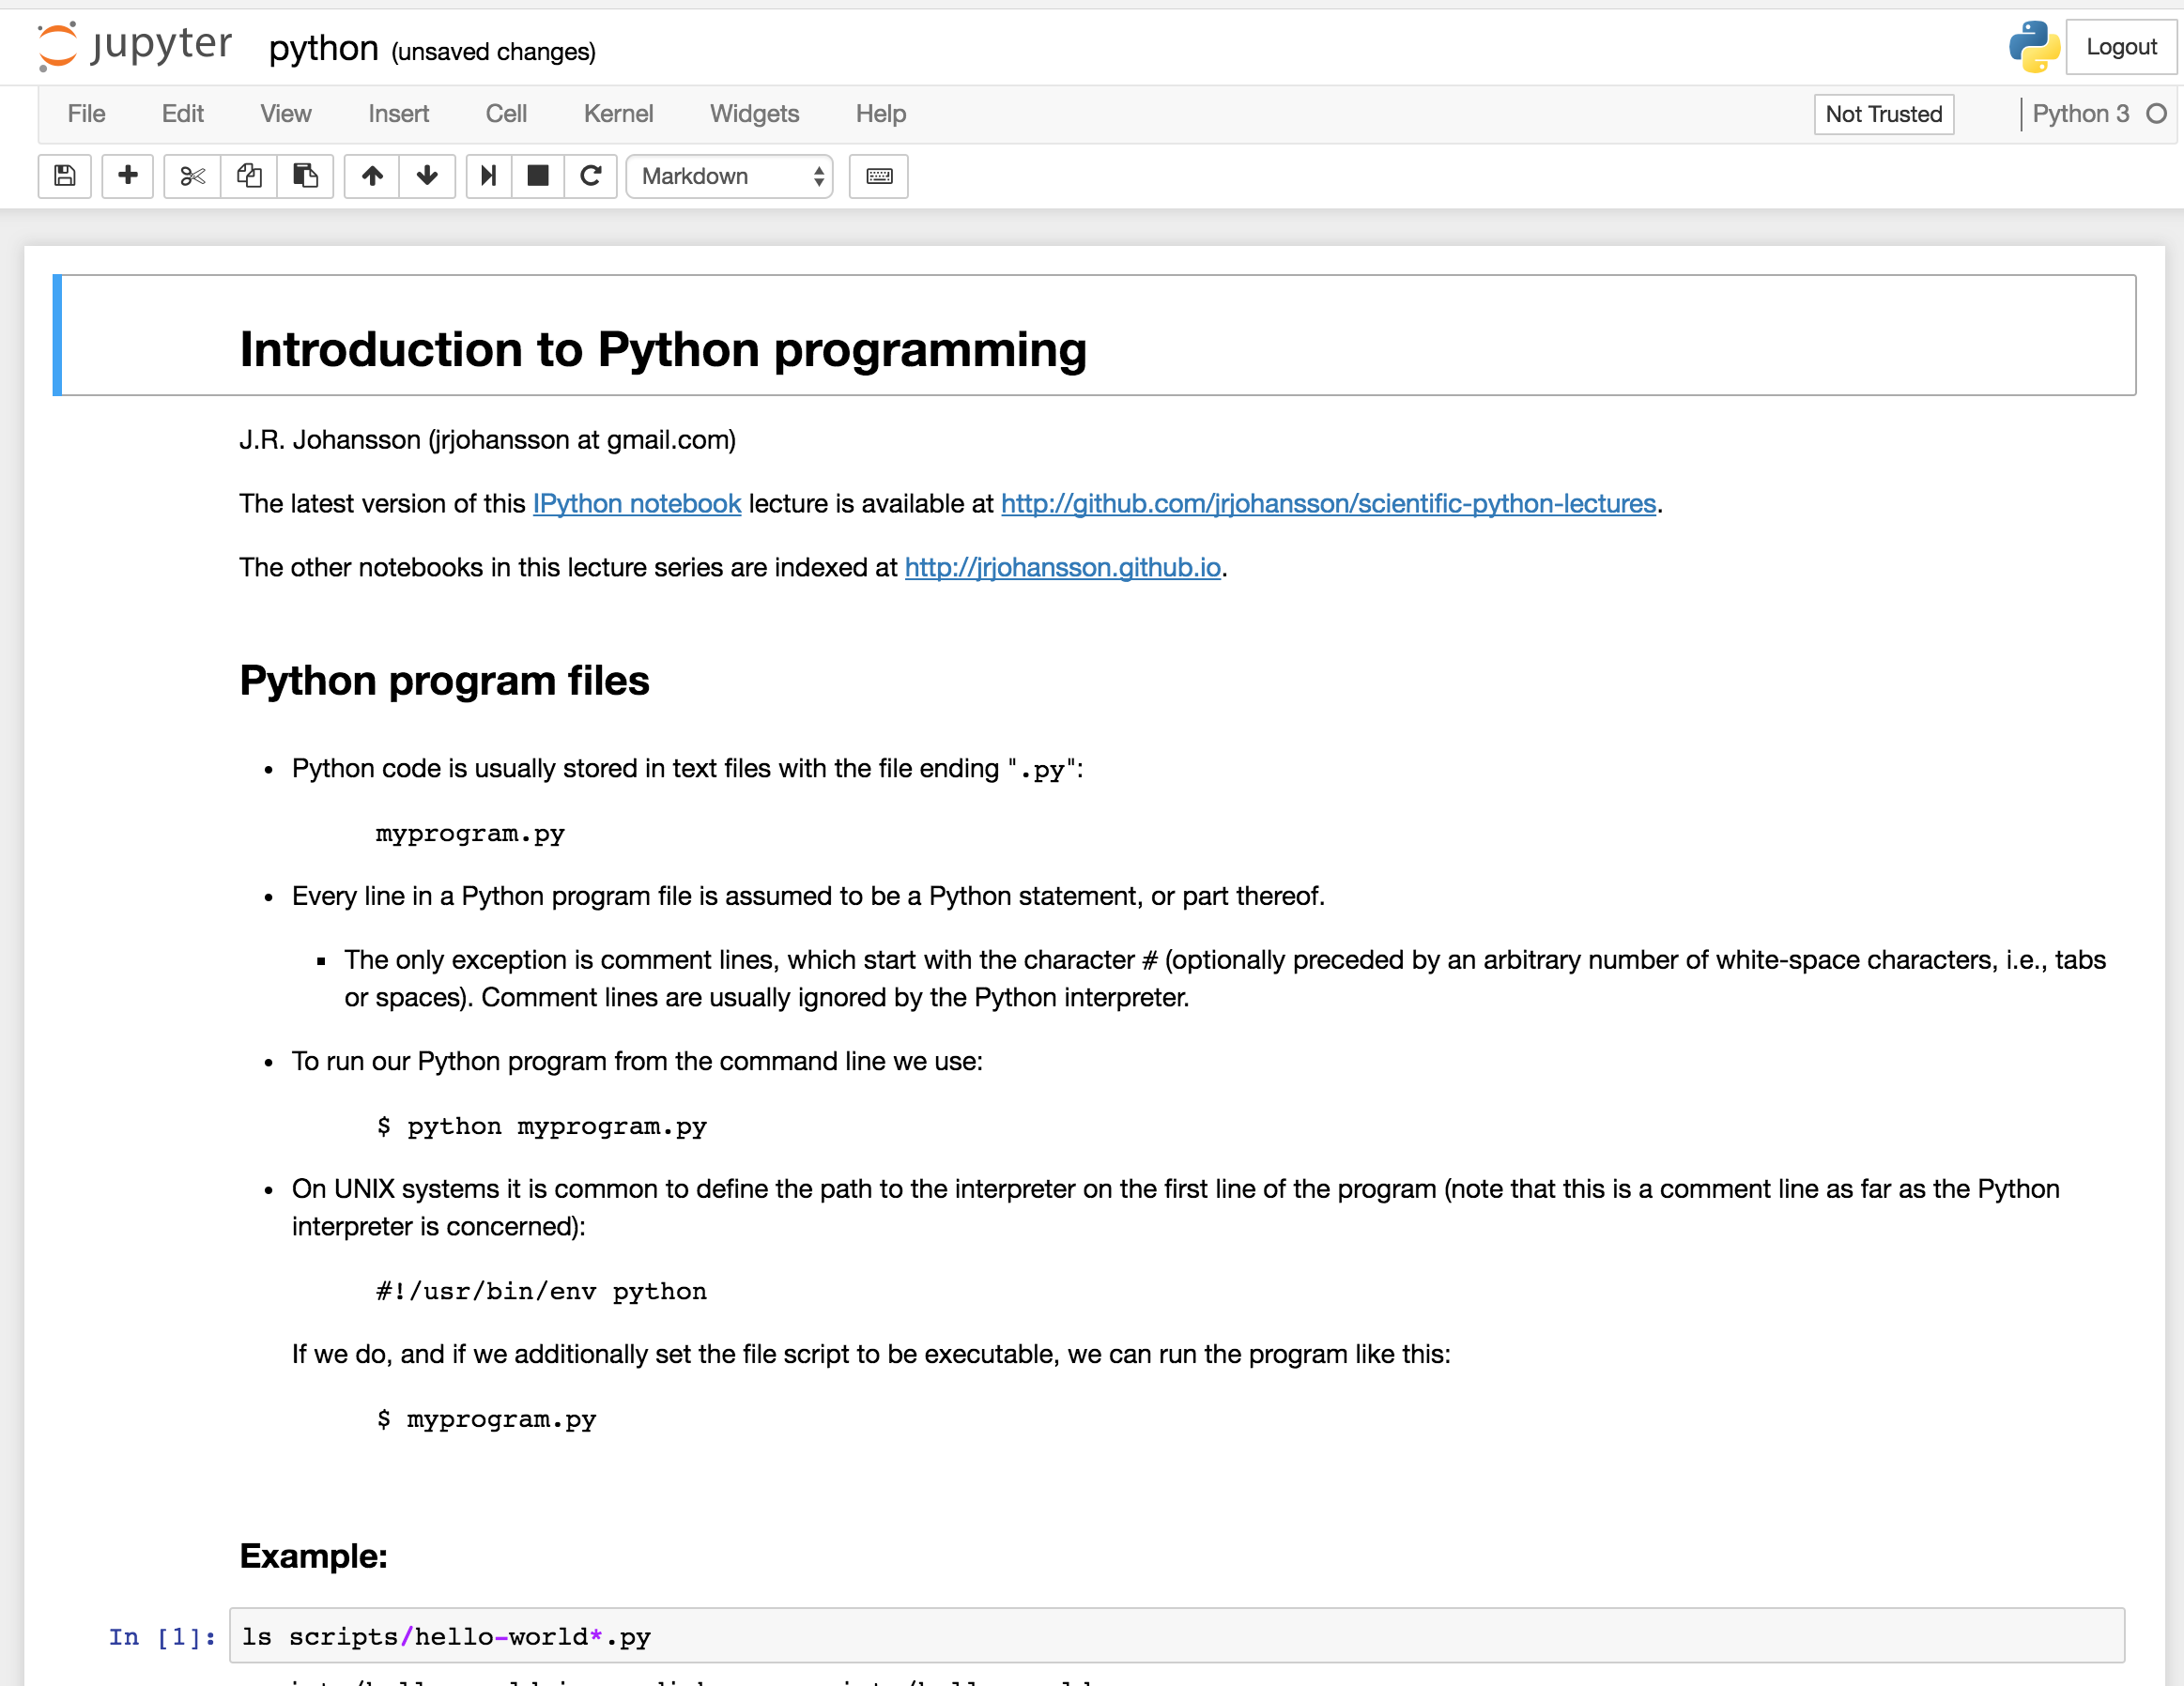 jupyter python (unsaved changes) Logout
File Edit View Insert Cell Kernel Widgets Help Not Trusted Python 3
Markdown
Introduction to Python programming
J.R. Johansson (jrjohansson at gmail.com)
The latest version of this IPython notebook lecture is available at http://github.com/jrjohansson/scientific-python-lectures.
The other notebooks in this lecture series are indexed at http://jrjohansson.github.io.
Python program files
• Python code is usually stored in text files with the file ending ".py":
myprogram.py
• Every line in a Python program file is assumed to be a Python statement, or part thereof.
▪ The only exception is comment lines, which start with the character # (optionally preceded by an arbitrary number of white-space characters, i.e., tabs
or spaces). Comment lines are usually ignored by the Python interpreter.
• To run our Python program from the command line we use:
$ python myprogram.py
• On UNIX systems it is common to define the path to the interpreter on the first line of the program (note that this is a comment line as far as the Python
interpreter is concerned):
#!/usr/bin/env python
If we do, and if we additionally set the file script to be executable, we can run the program like this:
$ myprogram.py
Example:
In [1]: ls scripts/hello-world*.py